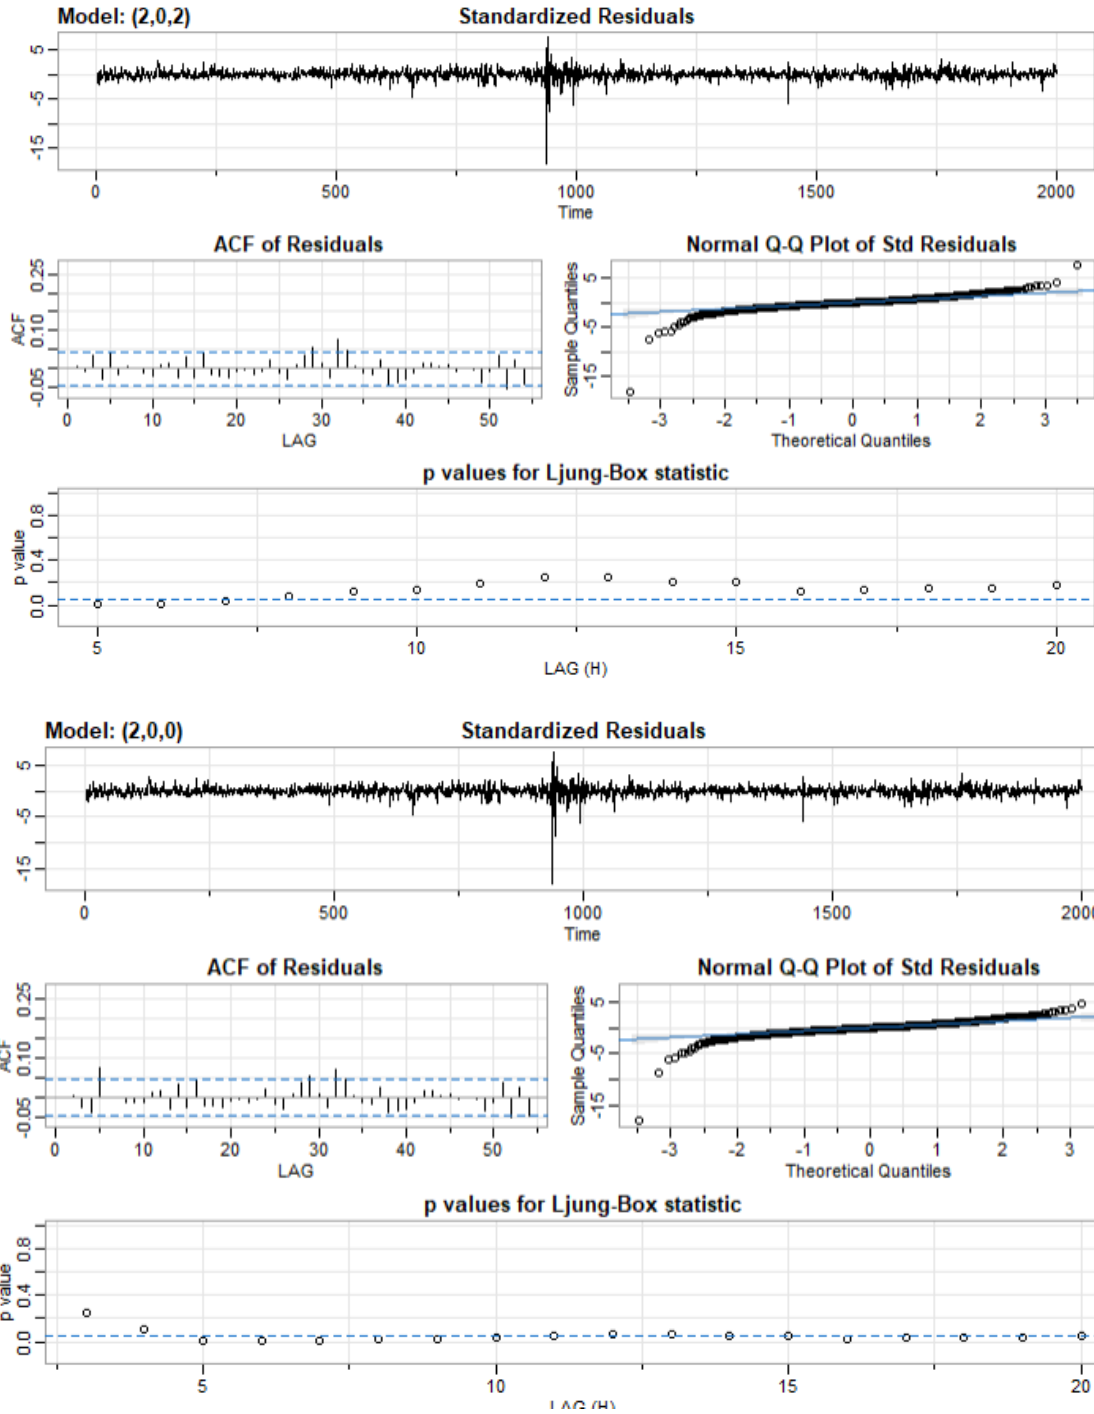 Model: (2,0,2) Standardized Residuals
5
-5
-15
0 500 1000 1500 2000
Time
ACF of Residuals
ACF
0.25
0.10
-0.05
0 10 20 30 40 50
LAG
Normal Q-Q Plot of Std Residuals
Sample Quantiles
5
-5
-15
-3 -2 -1 0 1 2 3
Theoretical Quantiles
p values for Ljung-Box statistic
p value
0.8
0.4
0.0
5 10 15 20
LAG (H)
Model: (2,0,0) Standardized Residuals
5
-5
-15
0 500 1000 1500 2000
Time
ACF of Residuals
ACF
0.25
0.10
-0.05
0 10 20 30 40 50
LAG
Normal Q-Q Plot of Std Residuals
Sample Quantiles
5
-5
-15
-3 -2 -1 0 1 2 3
Theoretical Quantiles
p values for Ljung-Box statistic
p value
0.8
0.4
0.0
5 10 15 20
LAG (H)